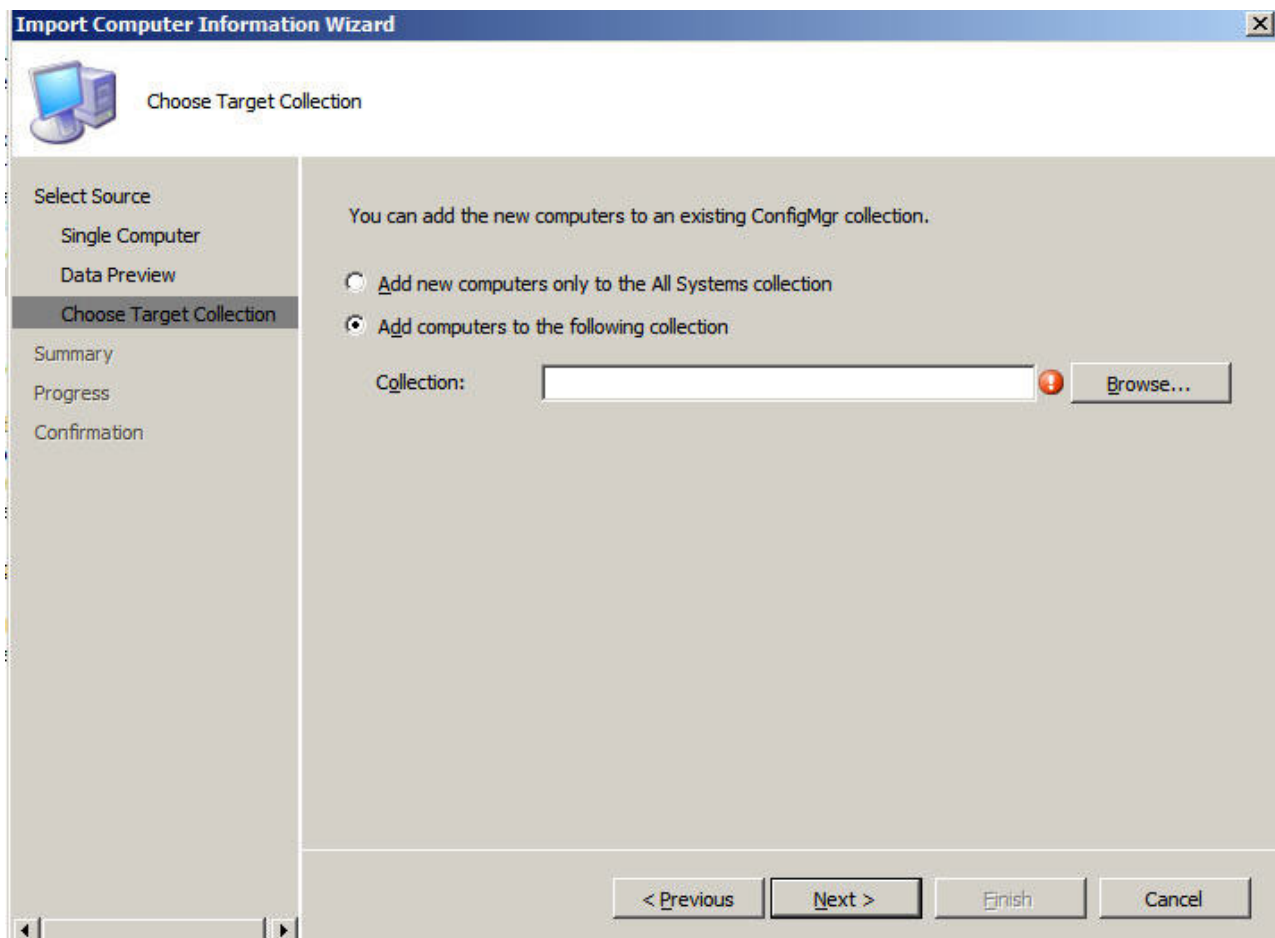 Import Computer Information Wizard
Choose Target Collection
Select Source
Single Computer
Data Preview
Choose Target Collection
Summary
Progress
Confirmation
You can add the new computers to an existing ConfigMgr collection.
Add new computers only to the All Systems collection
Add computers to the following collection
Collection:
Browse...
< Previous
Next >
Finish
Cancel